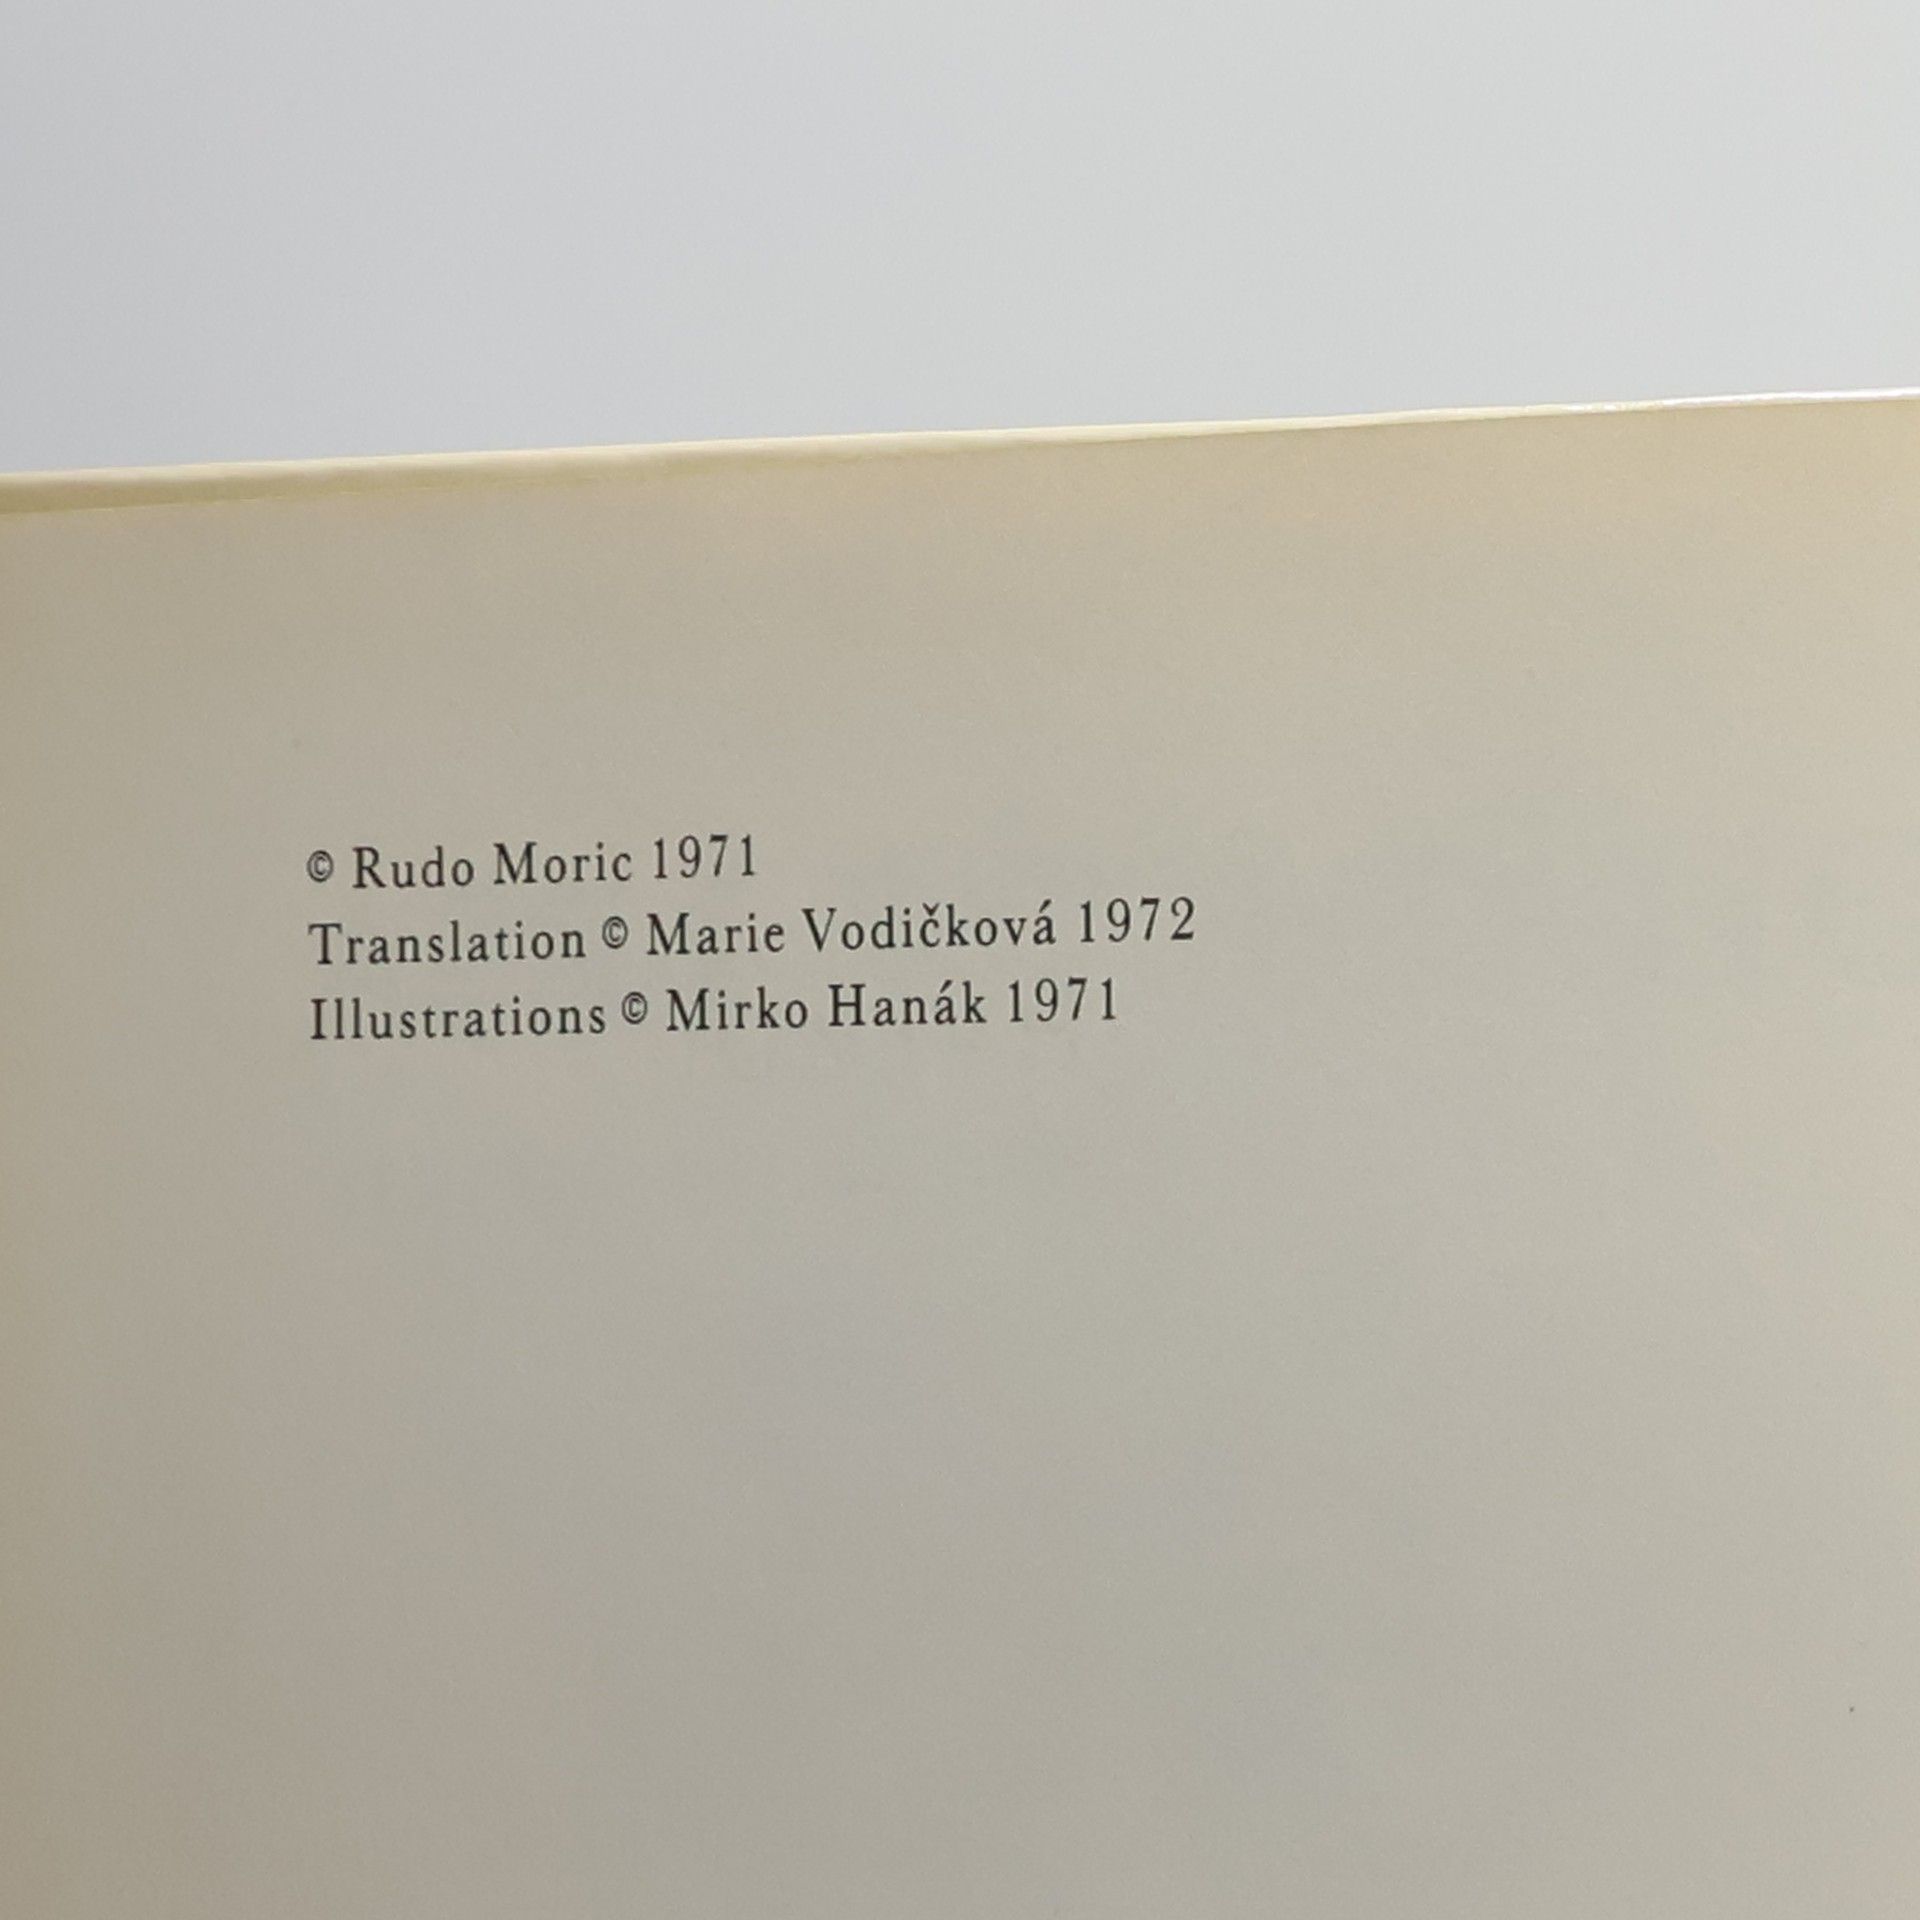 © Rudo Moric 1971
Translation © Marie Vodičková 1972
Illustrations © Mirko Hanák 1971